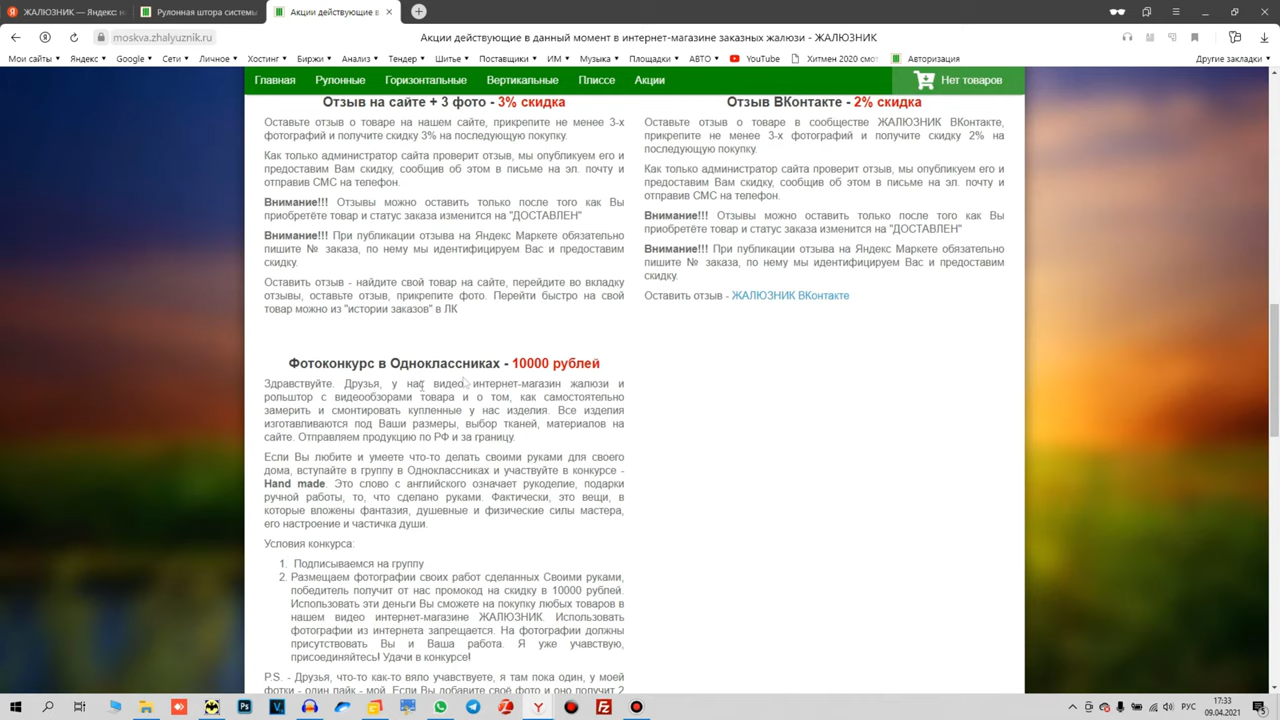 ЖАЛЮЗНИК — Яндекс:
Рулонная штора системы
Акции действующие в
moskva.zhalyuznik.ru
Акции действующие в данный момент в интернет-магазине заказных жалюзи - ЖАЛЮЗНИК
Мои сайты Яндекс Google Сети Личное Хостинг Биржи Анализ Тендер Шитье Поставщики ИМ Музыка Площадки АВТО YouTube Хитмен 2020 смот Авторизация Другие закладки
Главная Рулонные Горизонтальные Вертикальные Плиссе Акции Нет товаров
Отзыв на сайте + 3 фото - 3% скидка
Оставьте отзыв о товаре на нашем сайте, прикрепите не менее 3-х
фотографий и получите скидку 3% на последующую покупку.
Как только администратор сайта проверит отзыв, мы опубликуем его и
предоставим Вам скидку, сообщив об этом в письме на эл. почту и
отправив СМС на телефон.
Внимание!!! Отзывы можно оставить только после того как Вы
приобретёте товар и статус заказа изменится на "ДОСТАВЛЕН"
Внимание!!! При публикации отзыва на Яндекс Маркете обязательно
пишите № заказа, по нему мы идентифицируем Вас и предоставим
скидку.
Оставить отзыв - найдите свой товар на сайте, перейдите во вкладку
отзывы, оставьте отзыв, прикрепите фото. Перейти быстро на свой
товар можно из "истории заказов" в ЛК
Отзыв ВКонтакте - 2% скидка
Оставьте отзыв о товаре в сообществе ЖАЛЮЗНИК ВКонтакте,
прикрепите не менее 3-х фотографий и получите скидку 2% на
последующую покупку.
Как только администратор сайта проверит отзыв, мы опубликуем его и
предоставим Вам скидку, сообщив об этом в письме на эл. почту и
отправив СМС на телефон.
Внимание!!! Отзывы можно оставить только после того как Вы
приобретёте товар и статус заказа изменится на "ДОСТАВЛЕН"
Внимание!!! При публикации отзыва на Яндекс Маркете обязательно
пишите № заказа, по нему мы идентифицируем Вас и предоставим
скидку.
Оставить отзыв - ЖАЛЮЗНИК ВКонтакте
Фотоконкурс в Одноклассниках - 10000 рублей
Здравствуйте. Друзья, у нас видео интернет-магазин жалюзи и
рольштор с видеообзорами товара и о том, как самостоятельно
замерить и смонтировать купленные у нас изделия. Все изделия
изготавливаются под Ваши размеры, выбор тканей, материалов на
сайте. Отправляем продукцию по РФ и за границу.
Если Вы любите и умеете что-то делать своими руками для своего
дома, вступайте в группу в Одноклассниках и участвуйте в конкурсе -
Hand made. Это слово с английского означает рукоделие, подарки
ручной работы, то, что сделано руками. Фактически, это вещи, в
которые вложены фантазия, душевные и физические силы мастера,
его настроение и частичка души.
Условия конкурса:
1. Подписываемся на группу
2. Размещаем фотографии своих работ сделанных Своими руками,
победитель получит от нас промокод на скидку в 10000 рублей.
Использовать эти деньги Вы сможете на покупку любых товаров в
нашем видео интернет-магазине ЖАЛЮЗНИК. Использовать
фотографии из интернета запрещается. На фотографии должны
присутствовать Вы и Ваша работа. Я уже учавствую,
присоединяйтесь! Удачи в конкурсе!
P.S. - Друзья, что-то как-то вяло участвуете, я там пока один, у моей
фотки - один лайк - мой. Если Вы добавите своё фото и оно получит 2
РУС
17:33
09.04.2021